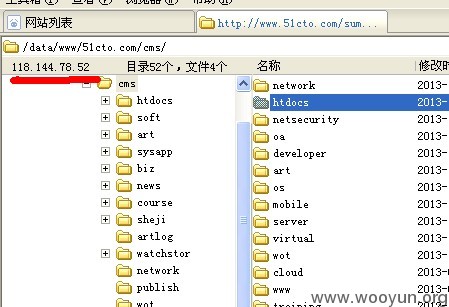 网站列表
http://www.51cto.com/sum...
/data/www/51cto.com/cms/
118.144.78.52
目录52个，文件4个
名称
修改时
cms
htdocs
soft
art
sysapp
biz
news
course
sheji
artlog
watchstor
network
publish
wot
network
2013-
htdocs
2013-
netsecurity
2013-
oa
2013-
developer
2013-
art
2013-
os
2013-
mobile
2013-
server
2013-
virtual
2013-
wot
2013-
cloud
2013-
www
2013-
training
www.wooyun.org